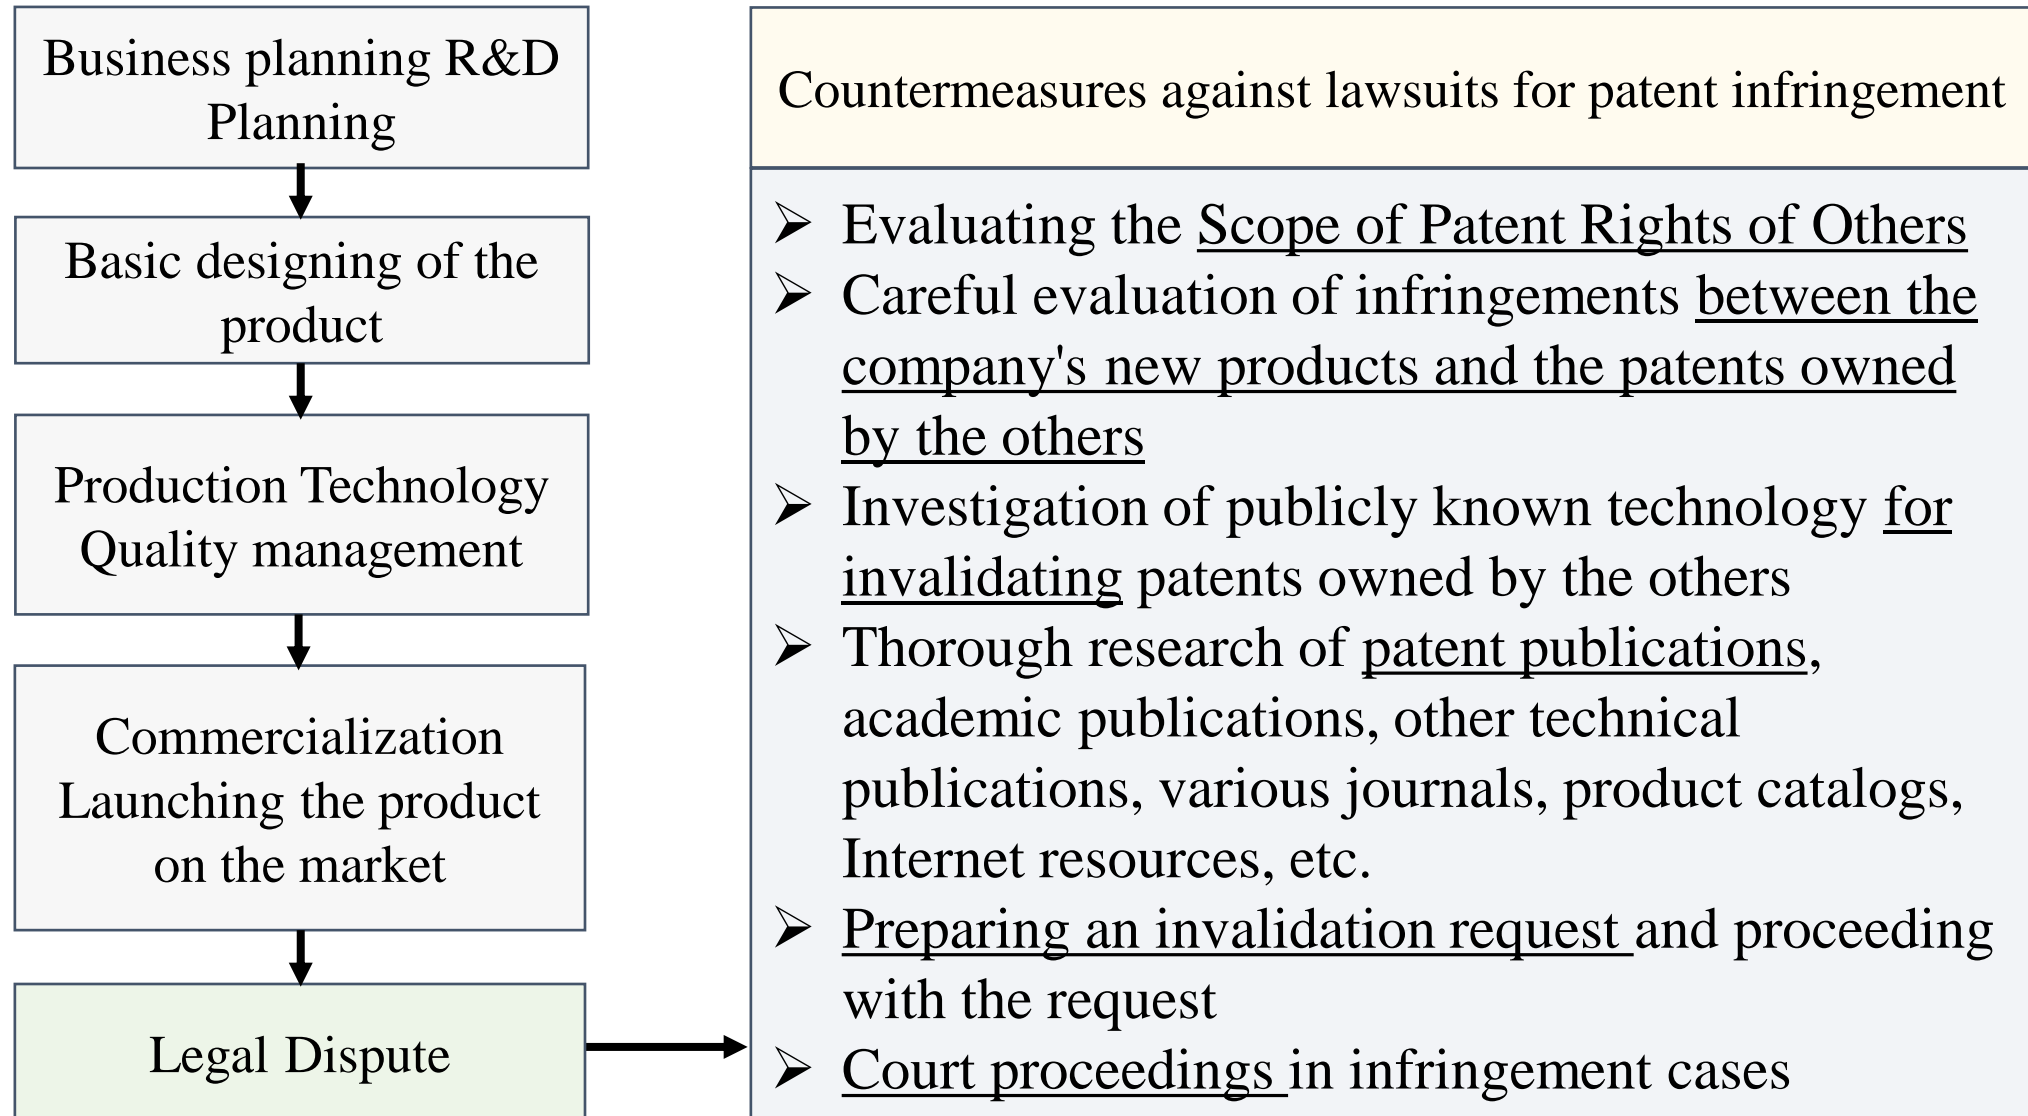 Business planning R&D
Planning
Basic designing of the
product
Production Technology
Quality management
Commercialization
Launching the product
on the market
Legal Dispute
Countermeasures against lawsuits for patent infringement
➢ Evaluating the Scope of Patent Rights of Others
➢ Careful evaluation of infringements between the
company's new products and the patents owned
by the others
➢ Investigation of publicly known technology for
invalidating patents owned by the others
➢ Thorough research of patent publications,
academic publications, other technical
publications, various journals, product catalogs,
Internet resources, etc.
➢ Preparing an invalidation request and proceeding
with the request
➢ Court proceedings in infringement cases